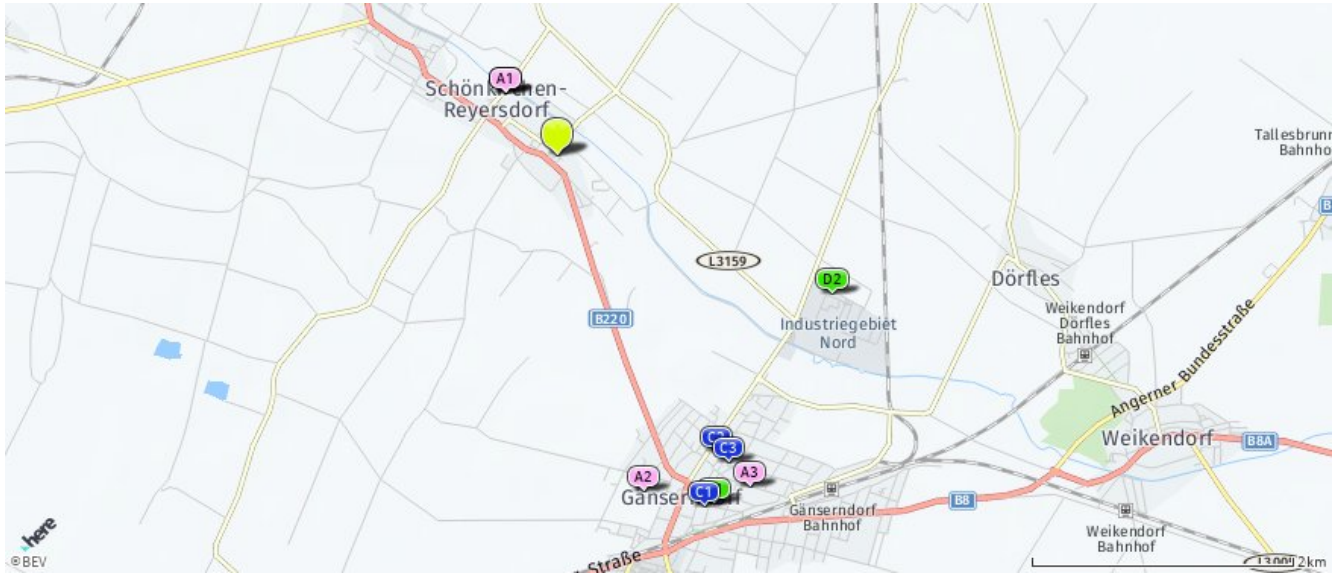 A1
Schönkirchen-
Reyersdorf
Tallesbrunn
Bahnho
B
L3159
D2
Dörfles
B220
Industriegebiet
Nord
Weikendorf
Dörfles
Bahnhof
Angerner Bundesstraße
C3
Weikendorf
B8A
A2
A3
Gänserndorf
C1
Gänserndorf
Bahnhof
B8
Weikendorf
Bahnhof
Straße
here
©BEV
2km